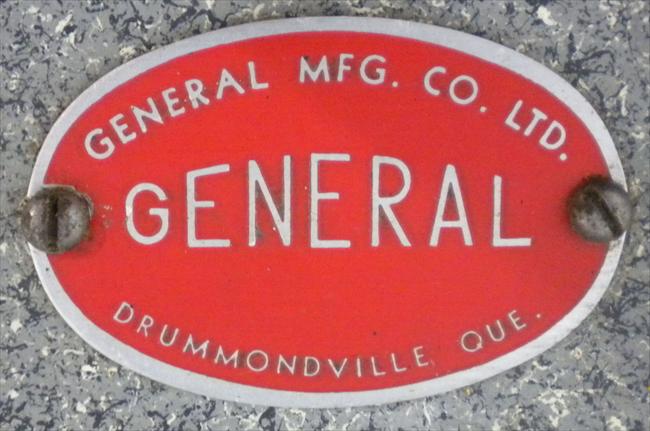 GENERAL MFG. CO. LTD.
GENERAL
DRUMMONDVILLE QUE.